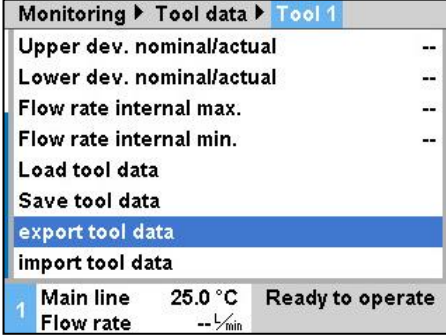 Monitoring ▶ Tool data ▶ Tool 1
Upper dev. nominal/actual --
Lower dev. nominal/actual --
Flow rate internal max. --
Flow rate internal min. --
Load tool data
Save tool data
export tool data
import tool data
1 Main line 25.0 °C Ready to operate
Flow rate -- L/min